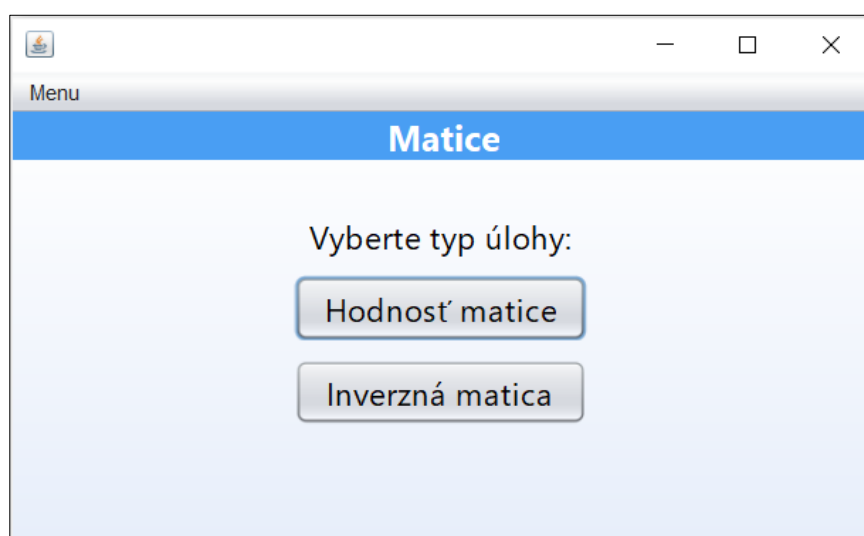 Menu
Matice
Vyberte typ úlohy:
Hodnosť matice
Inverzná matica